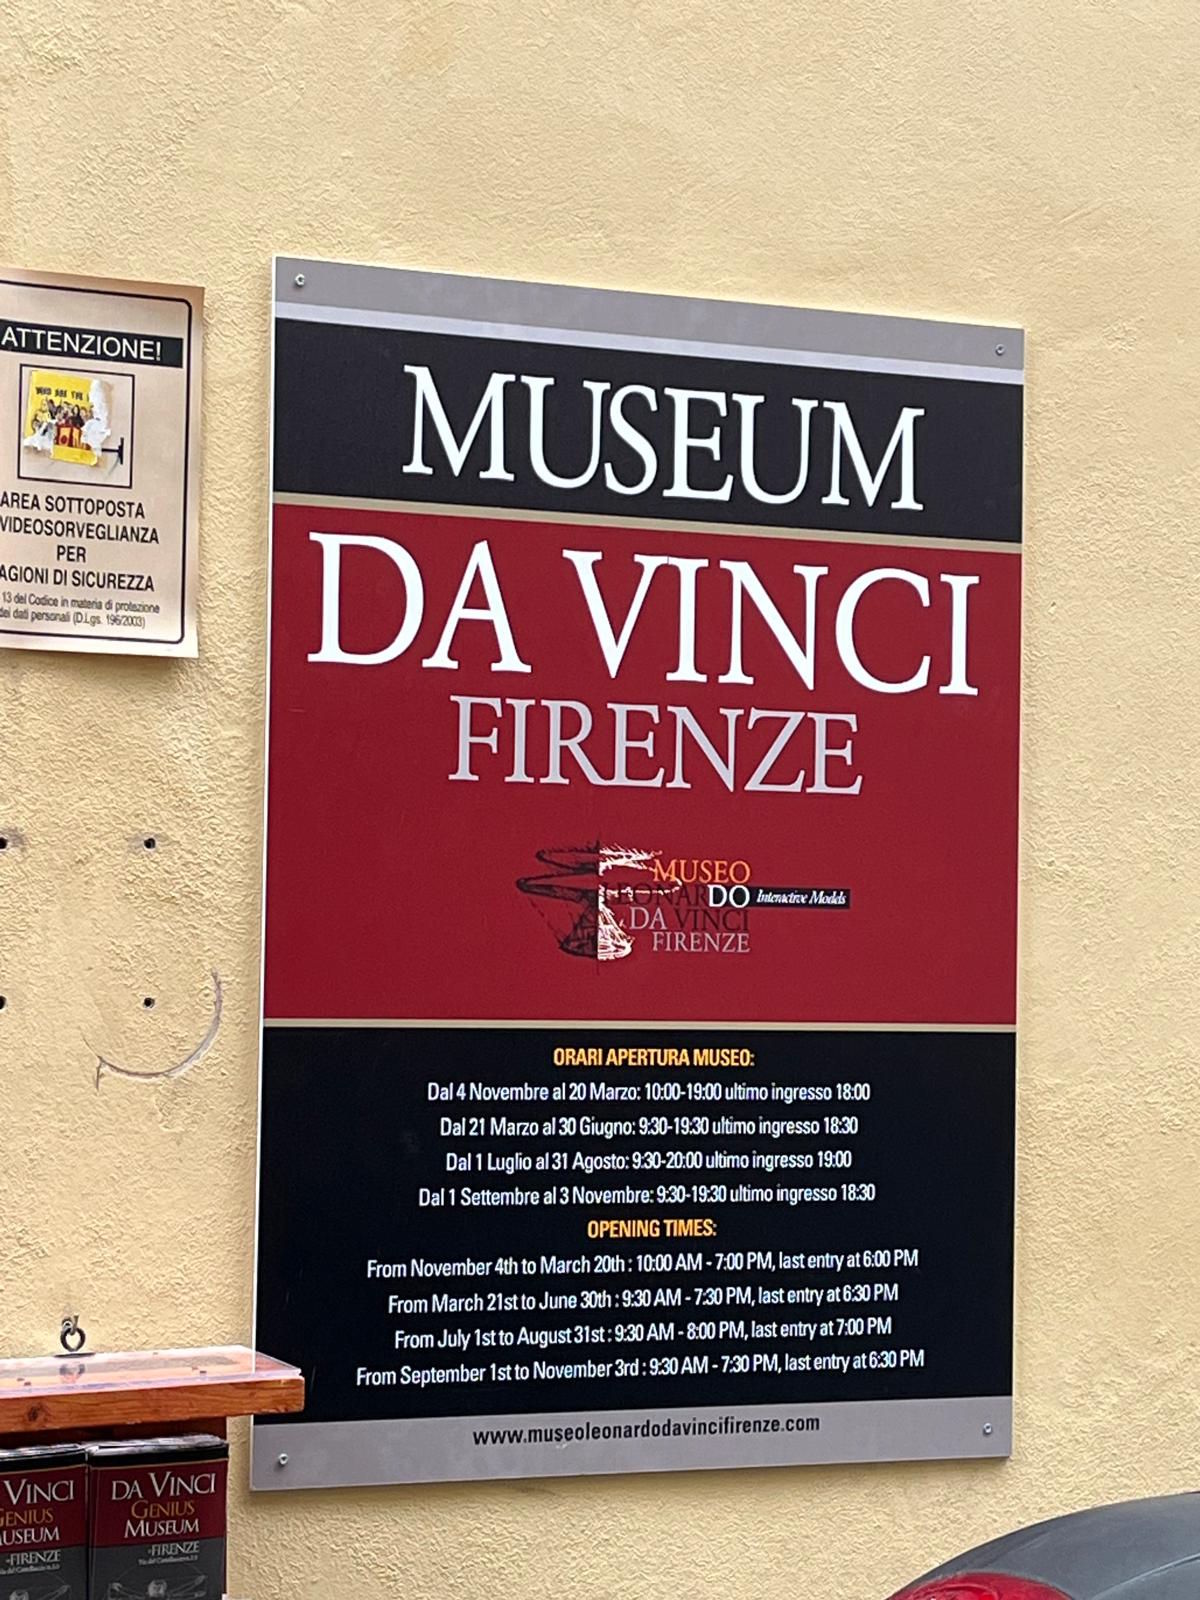 ATTENZIONE!
WHO ARE THE
AREA SOTTOPOSTA
VIDEOSORVEGLIANZA
PER
AGIONI DI SICUREZZA
13 del Codice in materia di protezione
dei dati personali (D.Lgs. 196/2003)
MUSEUM
DA VINCI
FIRENZE
MUSEO
LEONARDO Interactive Models
DA VINCI
FIRENZE
ORARI APERTURA MUSEO:
Dal 4 Novembre al 20 Marzo: 10:00-19:00 ultimo ingresso 18:00
Dal 21 Marzo al 30 Giugno: 9:30-19:30 ultimo ingresso 18:30
Dal 1 Luglio al 31 Agosto: 9:30-20:00 ultimo ingresso 19:00
Dal 1 Settembre al 3 Novembre: 9:30-19:30 ultimo ingresso 18:30
OPENING TIMES:
From November 4th to March 20th : 10:00 AM - 7:00 PM, last entry at 6:00 PM
From March 21st to June 30th : 9:30 AM - 7:30 PM, last entry at 6:30 PM
From July 1st to August 31st : 9:30 AM - 8:00 PM, last entry at 7:00 PM
From September 1st to November 3rd : 9:30 AM - 7:30 PM, last entry at 6:30 PM
www.museoleonardodavincifirenze.com
VINCI
GENIUS
MUSEUM
-FIRENZE
DA VINCI
GENIUS
MUSEUM
-FIRENZE